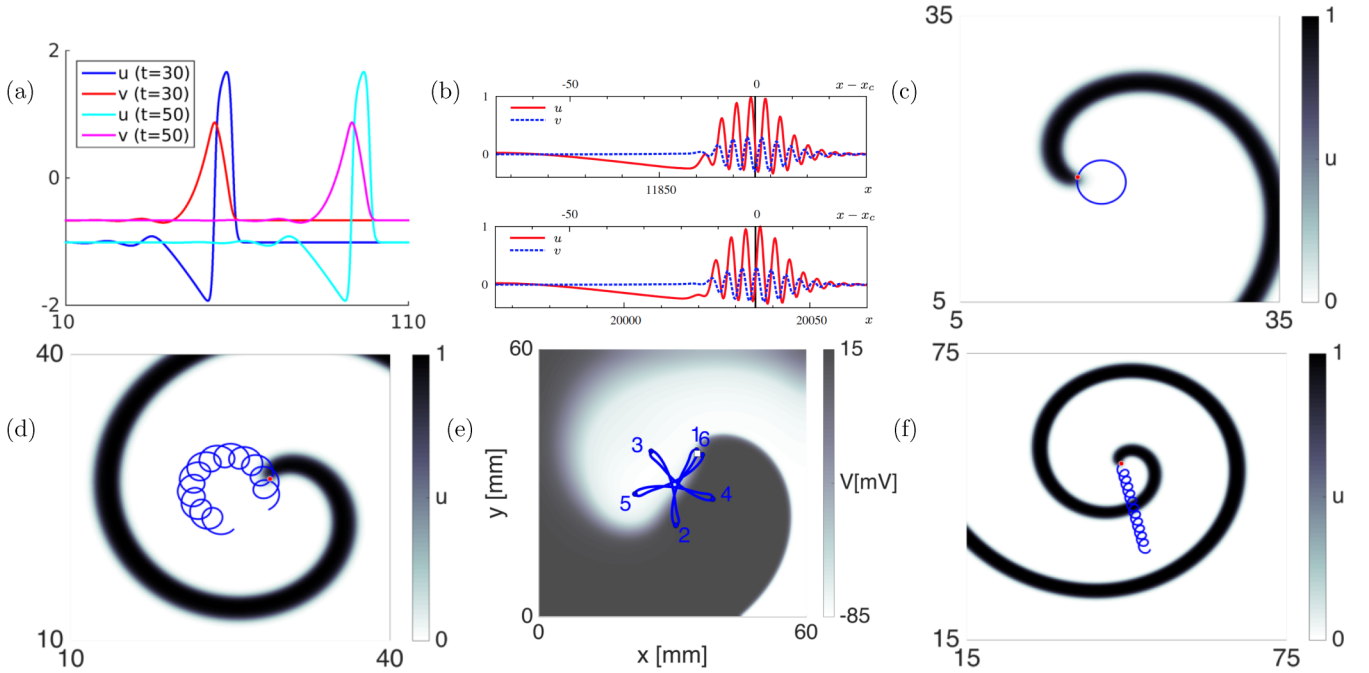 (a)
2
0
-2
10
110
u (t=30)
v (t=30)
u (t=50)
v (t=50)
(b)
-50 0 x − x_c
1
0
u
v
11850 x
-50 0 x − x_c
1
0
u
v
20000 20050 x
(c)
35
5
5 35
1
u
0
(d)
40
10
10 40
1
u
0
(e)
60
y [mm]
0
0 60
x [mm]
3 1 6
5 4
2
15
V[mV]
-85
(f)
75
15
15 75
1
u
0